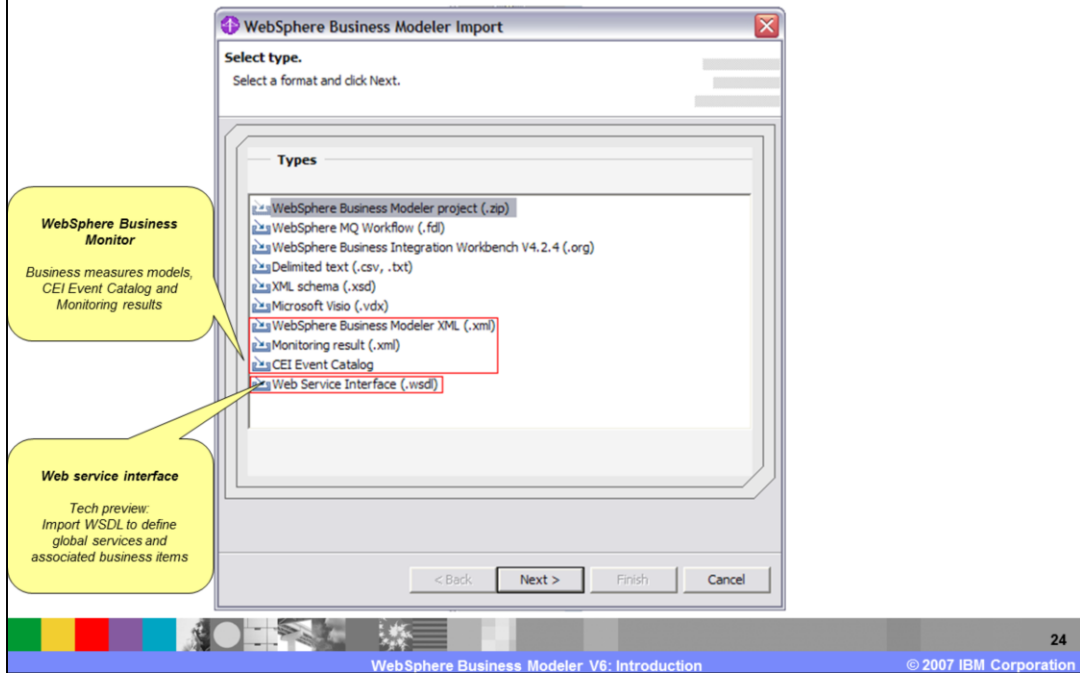 WebSphere Business Modeler Import
Select type.
Select a format and click Next.
Types
WebSphere Business Modeler project (.zip)
WebSphere MQ Workflow (.fdl)
WebSphere Business Integration Workbench V4.2.4 (.org)
Delimited text (.csv, .txt)
XML schema (.xsd)
Microsoft Visio (.vdx)
WebSphere Business Modeler XML (.xml)
Monitoring result (.xml)
CEI Event Catalog
Web Service Interface (.wsdl)
WebSphere Business
Monitor
Business measures models,
CEI Event Catalog and
Monitoring results
Web service interface
Tech preview:
Import WSDL to define
global services and
associated business items
< Back
Next >
Finish
Cancel
24
WebSphere Business Modeler V6: Introduction
© 2007 IBM Corporation